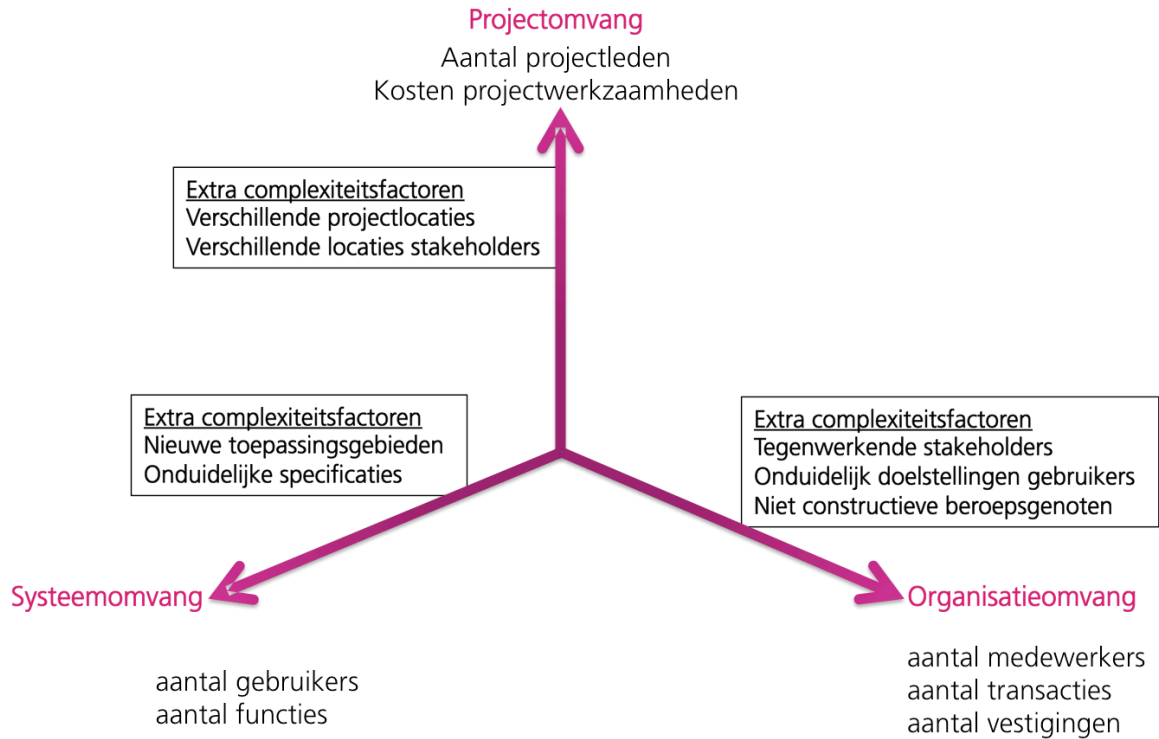 Projectomvang
Aantal projectleden
Kosten projectwerkzaamheden
Extra complexiteitsfactoren
Verschillende projectlocaties
Verschillende locaties stakeholders
Extra complexiteitsfactoren
Nieuwe toepassingsgebieden
Onduidelijke specificaties
Extra complexiteitsfactoren
Tegenwerkende stakeholders
Onduidelijk doelstellingen gebruikers
Niet constructieve beroepsgenoten
Systeemomvang
aantal gebruikers
aantal functies
Organisatieomvang
aantal medewerkers
aantal transacties
aantal vestigingen